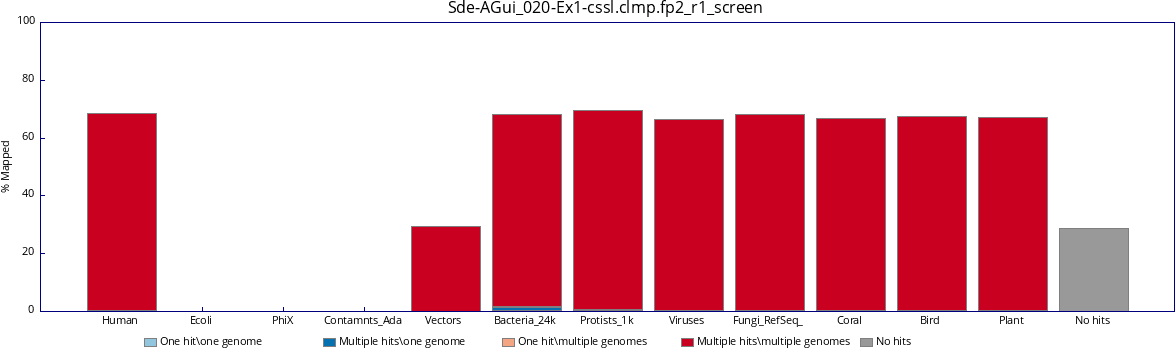 Sde-AGui_020-Ex1-cssl.clmp.fp2_r1_screen
100
80
60
40
20
0
% Mapped
Human Ecoli PhiX Contamnts_Ada Vectors Bacteria_24k Protists_1k Viruses Fungi_RefSeq_ Coral Bird Plant No hits
One hit\one genome Multiple hits\one genome One hit\multiple genomes Multiple hits\multiple genomes No hits